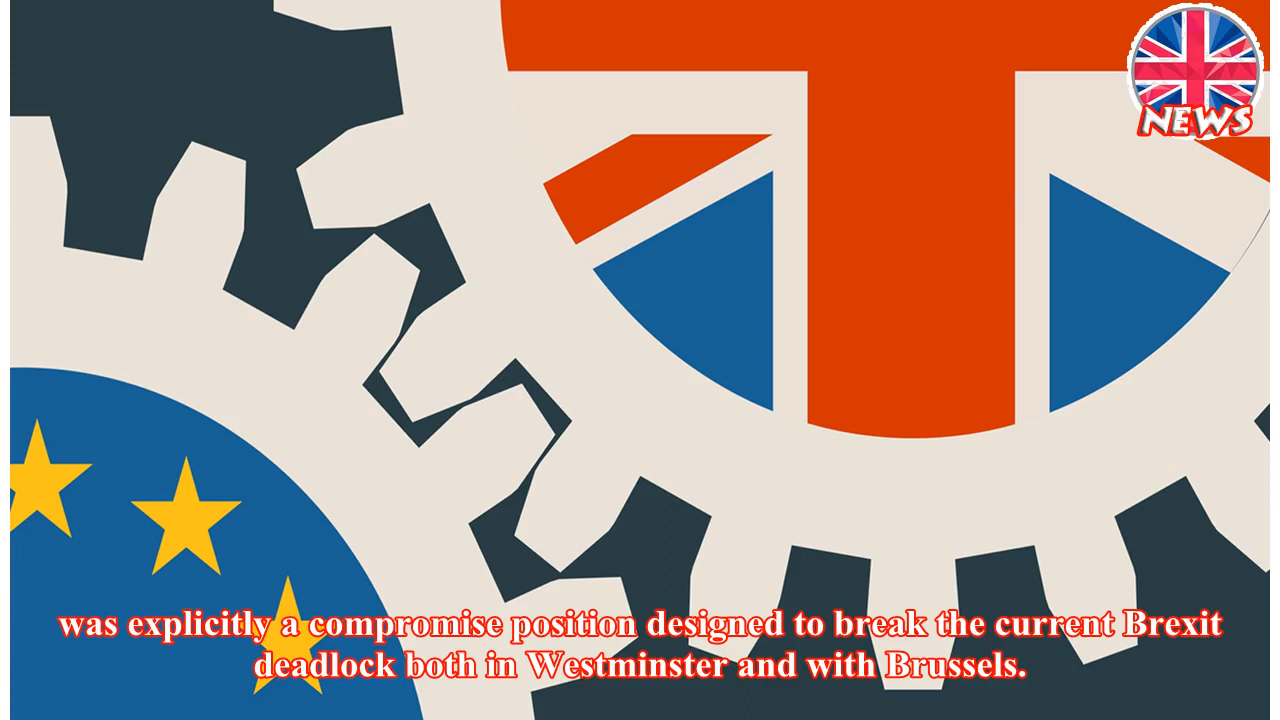 NEWS
was explicitly a compromise position designed to break the current Brexit
deadlock both in Westminster and with Brussels.